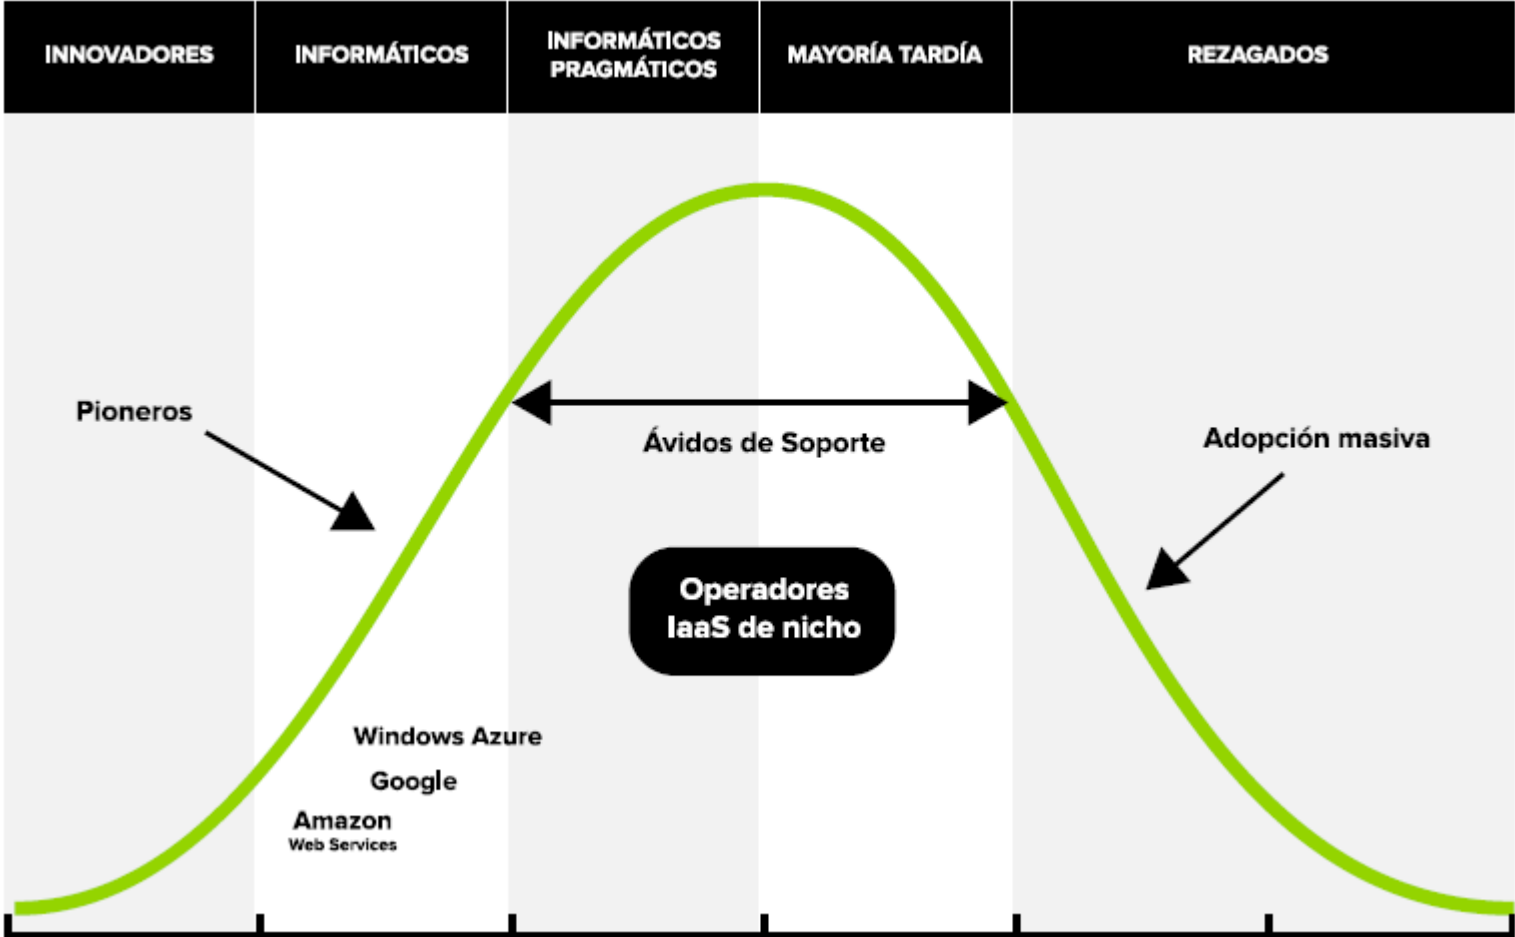 INNOVADORES
INFORMÁTICOS
INFORMÁTICOS
PRAGMÁTICOS
MAYORÍA TARDÍA
REZAGADOS
Pioneros
Ávidos de Soporte
Adopción masiva
Operadores
IaaS de nicho
Windows Azure
Google
Amazon
Web Services